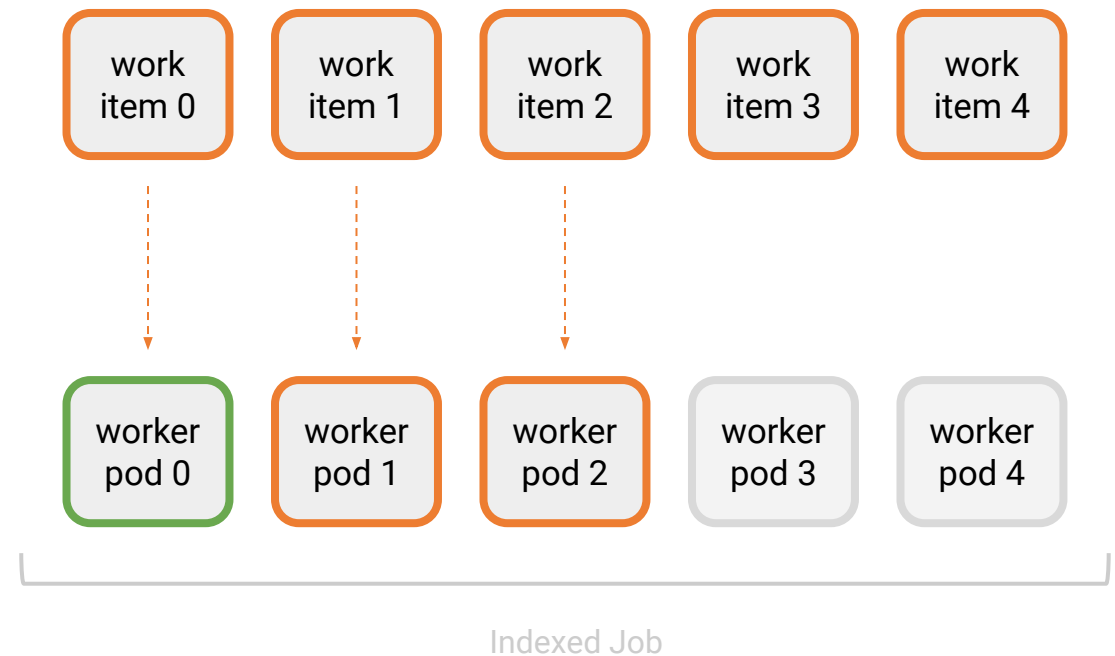 work
item 0
work
item 1
work
item 2
work
item 3
work
item 4
worker
pod 0
worker
pod 1
worker
pod 2
worker
pod 3
worker
pod 4
Indexed Job